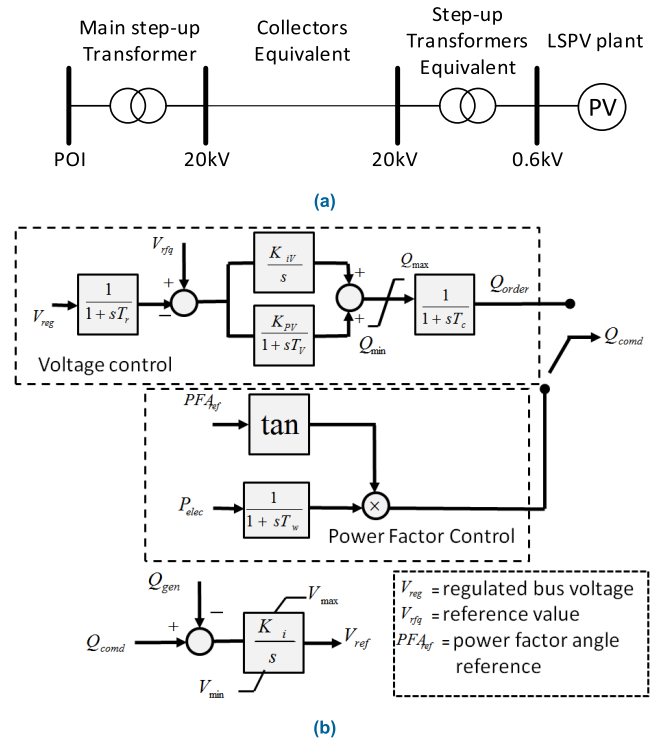 Main step-up
Transformer
Collectors
Equivalent
Step-up
Transformers
Equivalent
LSPV plant
PV
POI
20kV
20kV
0.6kV
(a)
V_rfq
+
−
V_reg
1
1 + sT_r
K_iV
s
K_PV
1 + sT_V
+
+
Q_max
Q_min
1
1 + sT_c
Q_order
Q_comd
Voltage control
PFA_ref
tan
P_elec
1
1 + sT_w
×
Power Factor Control
Q_gen
−
+
Q_comd
K_i
s
V_max
V_min
V_ref
V_reg = regulated bus voltage
V_rfq = reference value
PFA_ref = power factor angle
reference
(b)